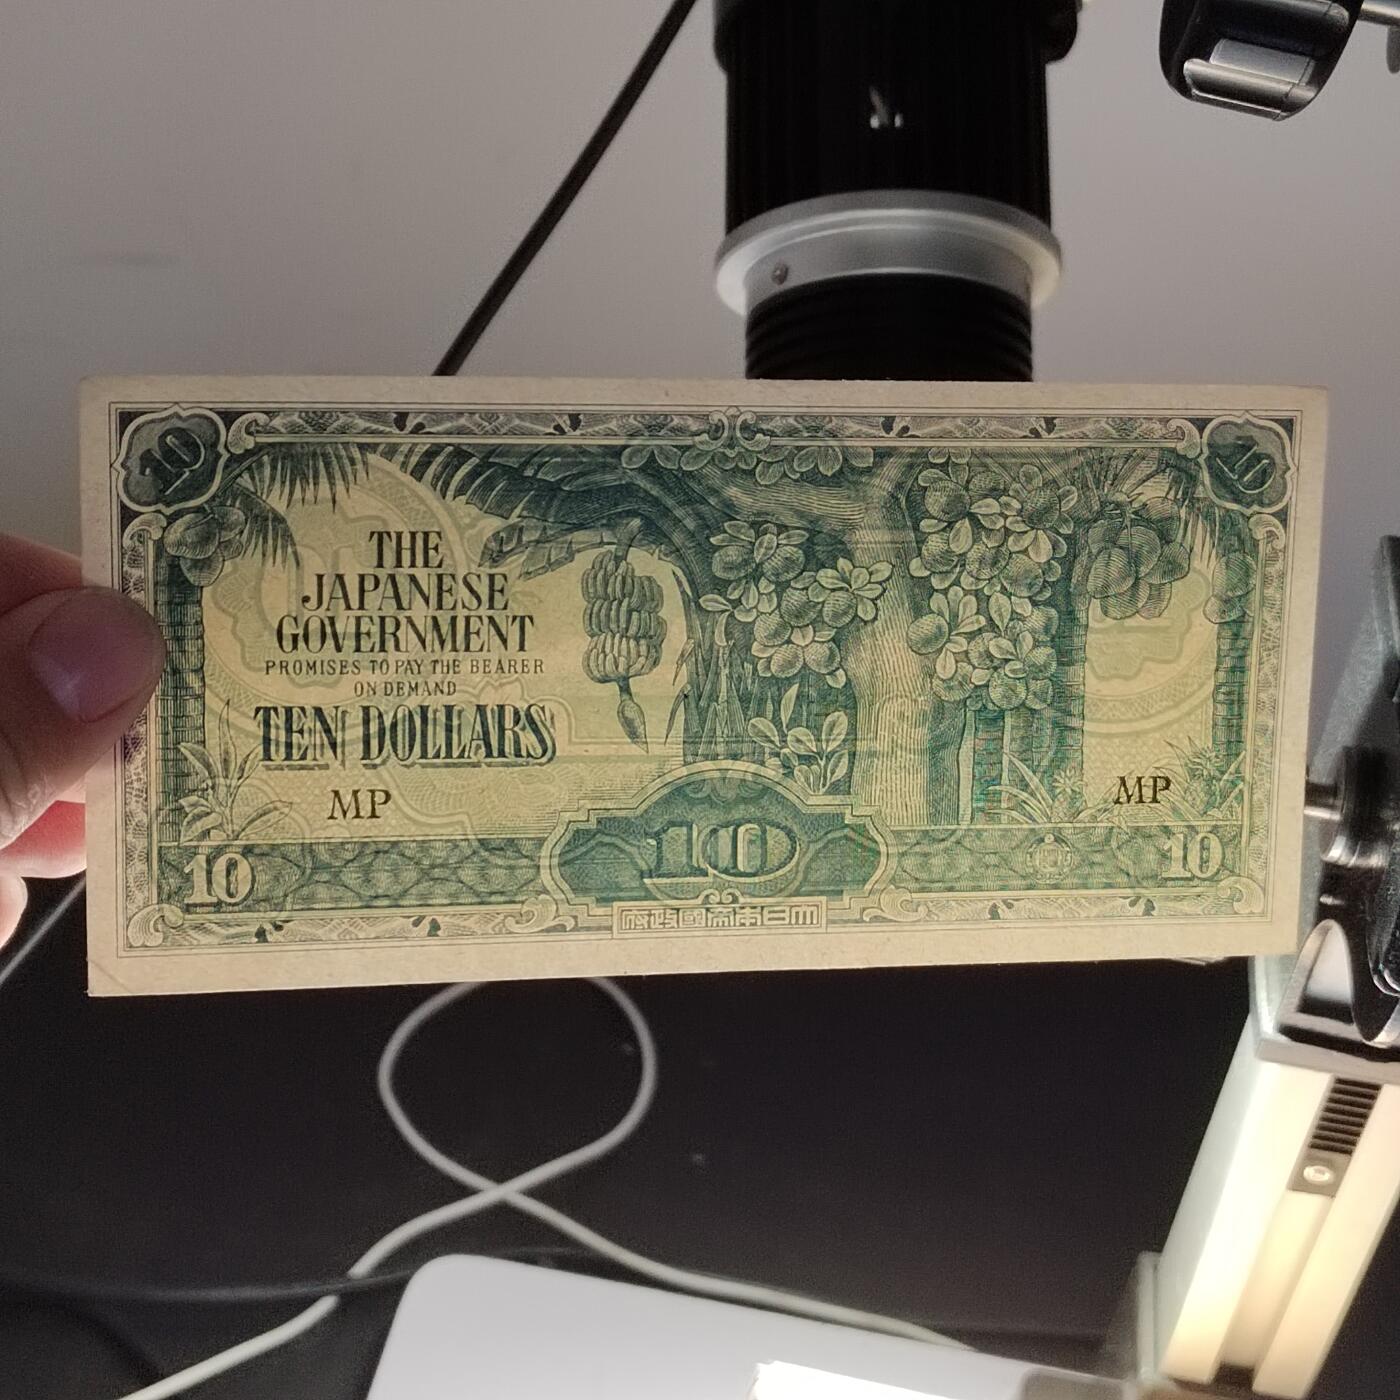 10
10
THE
JAPANESE
GOVERNMENT
PROMISES TO PAY THE BEARER
ON DEMAND
TEN DOLLARS
MP
MP
10
10
10
府政國帝本日大